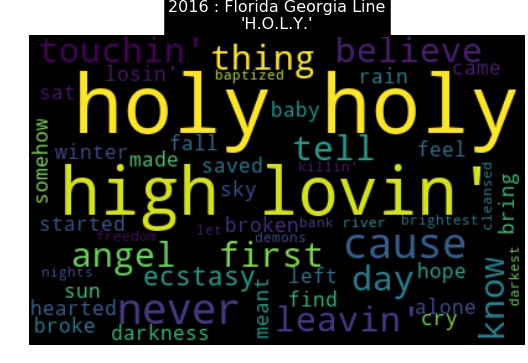 2016 : Florida Georgia Line
'H.O.L.Y.'
touchin' thing believe
losin' baptized rain came
sat holy holy
baby
somehow winter fall tell feel
made saved killin'
high lovin' sky cleansed bring
started broken bank river brightest
freedom let demons
angel first cause know
nights ecstasy left day hope darkest
sun meant find
hearted never leavin' alone
broke darkness cry